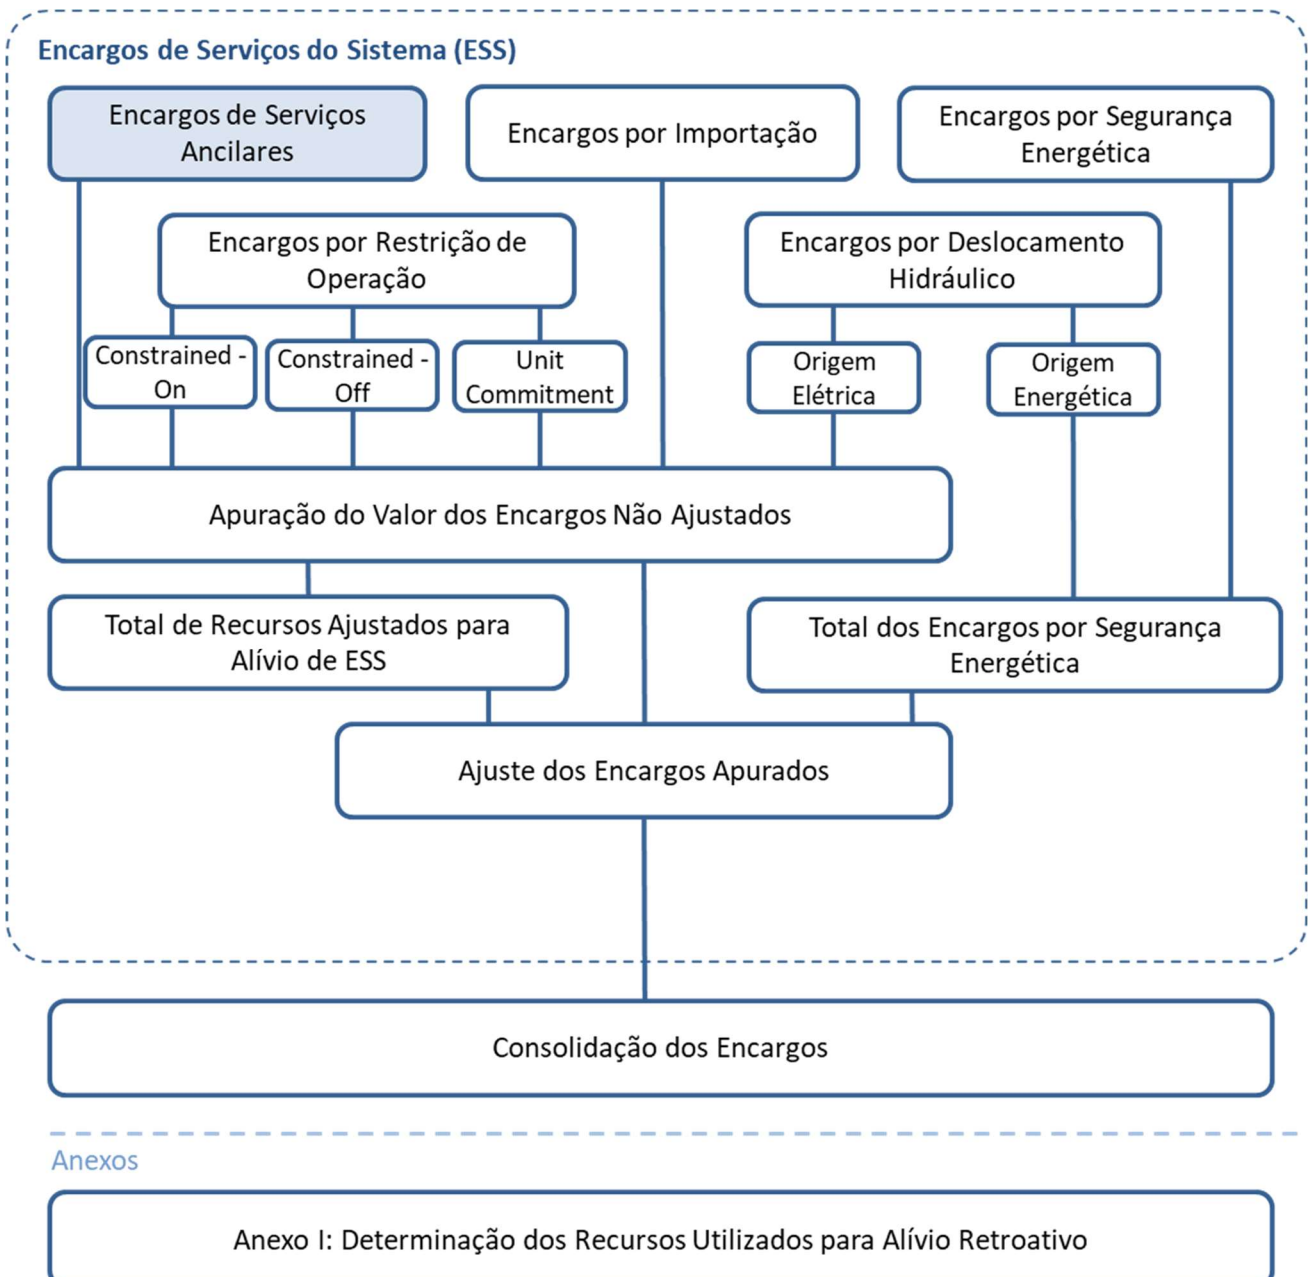 Encargos de Serviços do Sistema (ESS)
Encargos de Serviços
Ancilares
Encargos por Importação
Encargos por Segurança
Energética
Encargos por Restrição de
Operação
Encargos por Deslocamento
Hidráulico
Constrained -
On
Constrained -
Off
Unit
Commitment
Origem
Elétrica
Origem
Energética
Apuração do Valor dos Encargos Não Ajustados
Total de Recursos Ajustados para
Alívio de ESS
Total dos Encargos por Segurança
Energética
Ajuste dos Encargos Apurados
Consolidação dos Encargos
Anexos
Anexo I: Determinação dos Recursos Utilizados para Alívio Retroativo